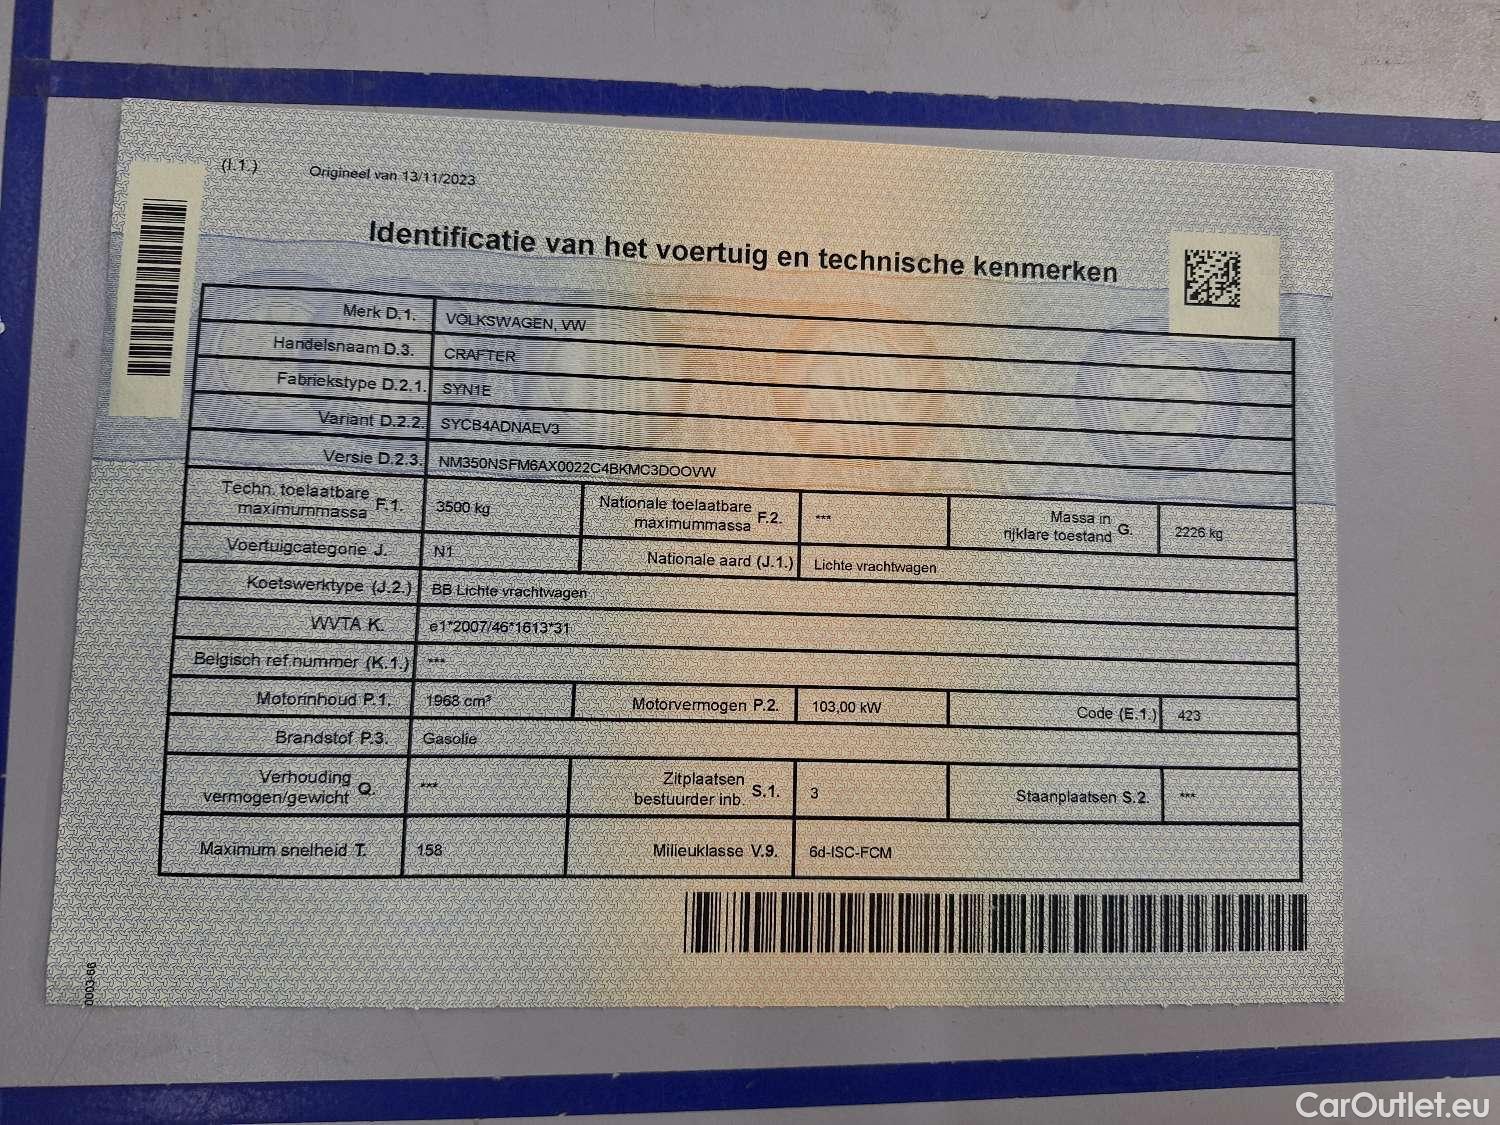 (I.1.) Origineel van 13/11/2023
Identificatie van het voertuig en technische kenmerken
Merk D.1. VOLKSWAGEN, VW
Handelsnaam D.3. CRAFTER
Fabriekstype D.2.1. SYN1E
Variant D.2.2. SYCB4ADNAEV3
Versie D.2.3. NM350NSFM6AX0022C4BKMC3DOOVW
Techn. toelaatbare maximummassa F.1. 3500 kg Nationale toelaatbare maximummassa F.2. *** Massa in rijklare toestand G. 2226 kg
Voertuigcategorie J. N1 Nationale aard (J.1.) Lichte vrachtwagen
Koetswerktype (J.2.) BB Lichte vrachtwagen
WVTA K. e1*2007/46*1613*31
Belgisch ref.nummer (K.1.) ***
Motorinhoud P.1. 1968 cm³ Motorvermogen P.2. 103,00 kW Code (E.1.) 423
Brandstof P.3. Gasolie
Verhouding vermogen/gewicht Q. *** Zitplaatsen bestuurder inb. S.1. 3 Staanplaatsen S.2. ***
Maximum snelheid T. 158 Milieuklasse V.9. 6d-ISC-FCM
0003-66
CarOutlet.eu